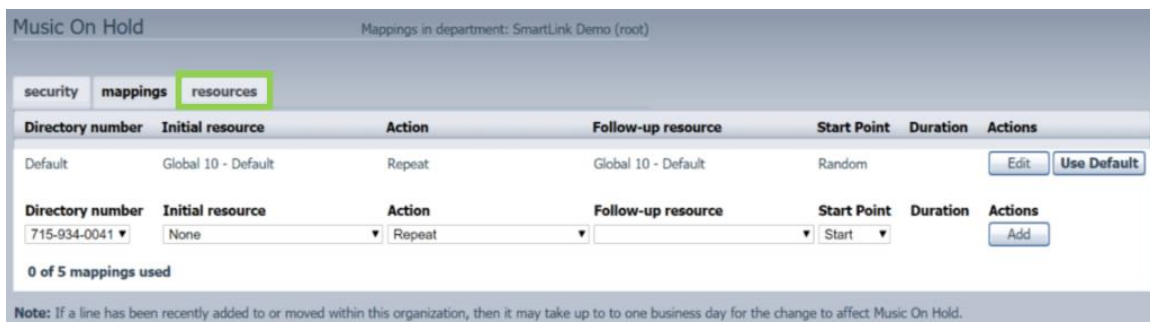 Music On Hold Mappings in department: SmartLink Demo (root)
security mappings resources
Directory number Initial resource Action Follow-up resource Start Point Duration Actions
Default Global 10 - Default Repeat Global 10 - Default Random Edit Use Default
Directory number Initial resource Action Follow-up resource Start Point Duration Actions
715-934-0041 None Repeat Start Add
0 of 5 mappings used
Note: If a line has been recently added to or moved within this organization, then it may take up to to one business day for the change to affect Music On Hold.